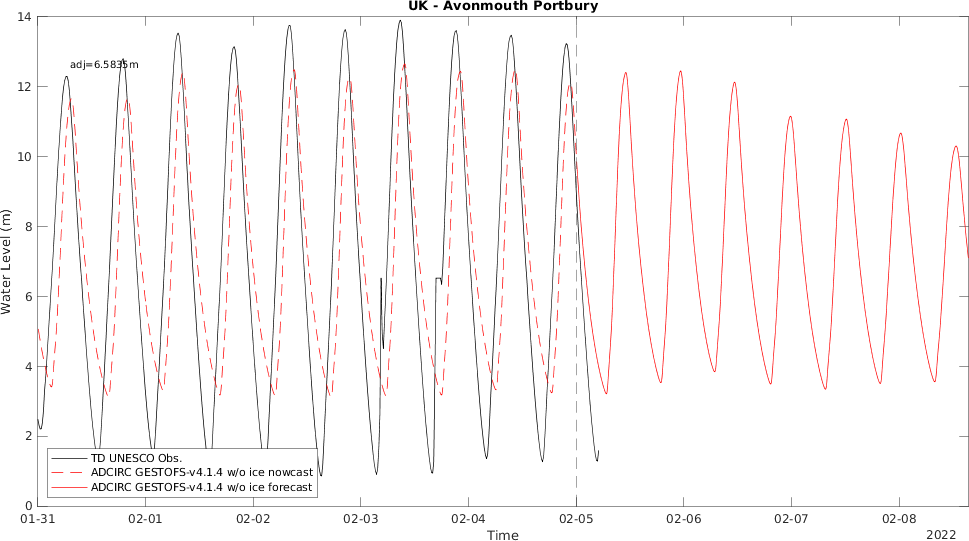 UK - Avonmouth Portbury
adj=6.5835m
Water Level (m)
14
12
10
8
6
4
2
0
TD UNESCO Obs.
ADCIRC GESTOFS-v4.1.4 w/o ice nowcast
ADCIRC GESTOFS-v4.1.4 w/o ice forecast
01-31 02-01 02-02 02-03 02-04 02-05 02-06 02-07 02-08
Time
2022